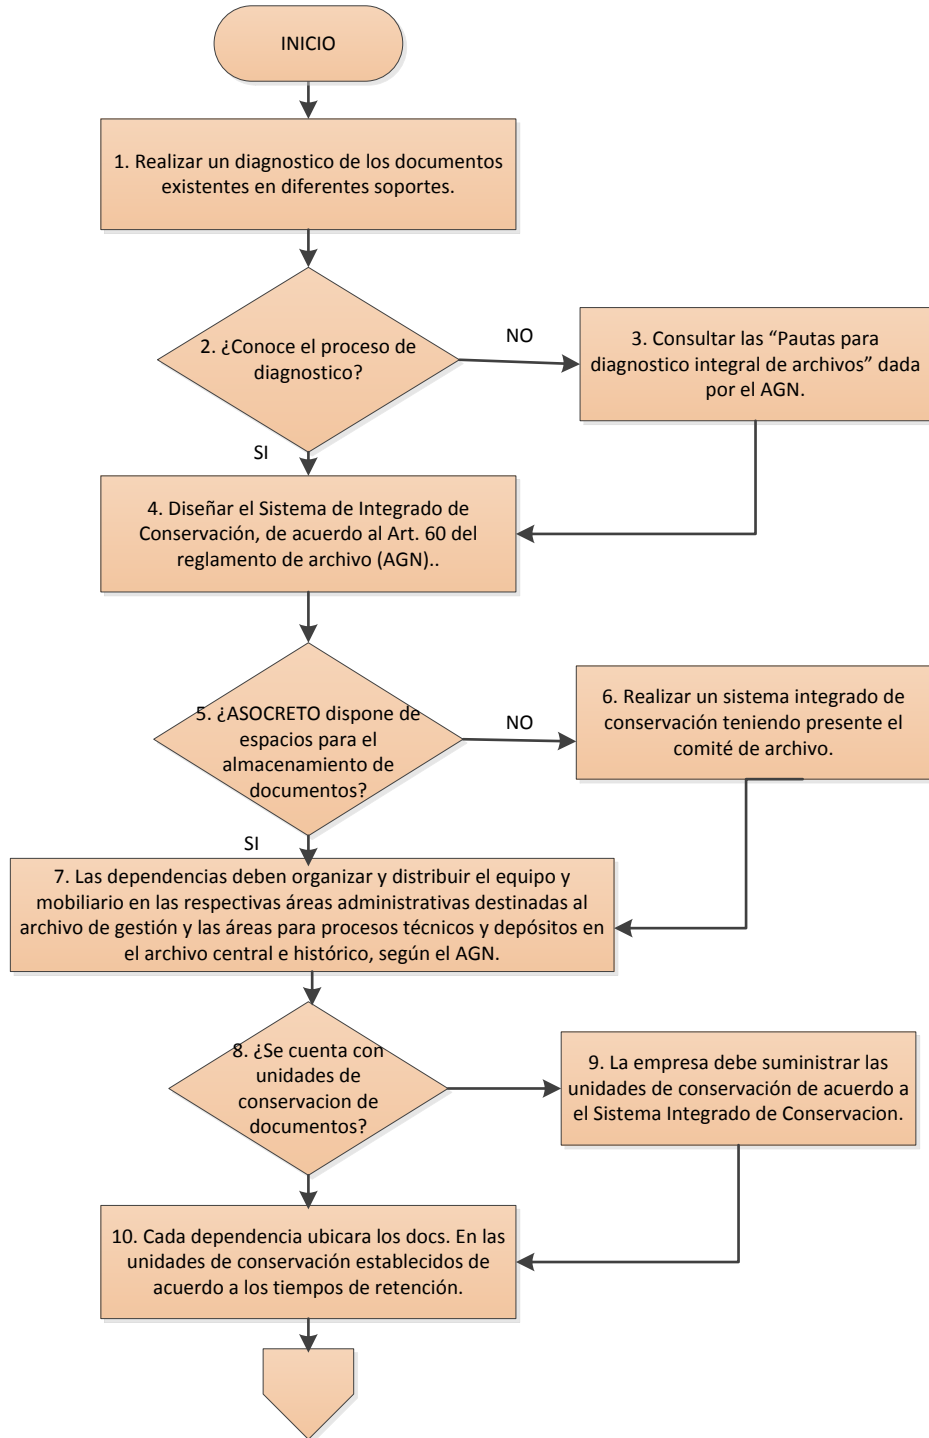 INICIO
1. Realizar un diagnostico de los documentos
existentes en diferentes soportes.
2. ¿Conoce el proceso de
diagnostico?
NO
3. Consultar las “Pautas para
diagnostico integral de archivos” dada
por el AGN.
SI
4. Diseñar el Sistema de Integrado de
Conservación, de acuerdo al Art. 60 del
reglamento de archivo (AGN)..
5. ¿ASOCRETO dispone de
espacios para el
almacenamiento de
documentos?
NO
6. Realizar un sistema integrado de
conservación teniendo presente el
comité de archivo.
SI
7. Las dependencias deben organizar y distribuir el equipo y
mobiliario en las respectivas áreas administrativas destinadas al
archivo de gestión y las áreas para procesos técnicos y depósitos en
el archivo central e histórico, según el AGN.
8. ¿Se cuenta con
unidades de
conservacion de
documentos?
9. La empresa debe suministrar las
unidades de conservación de acuerdo a
el Sistema Integrado de Conservacion.
10. Cada dependencia ubicara los docs. En las
unidades de conservación establecidos de
acuerdo a los tiempos de retención.